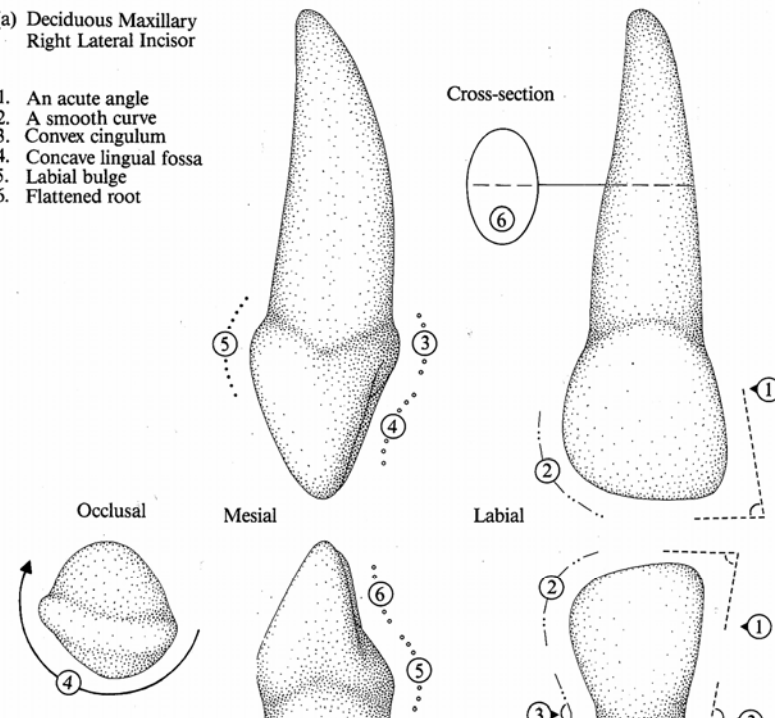 a) Deciduous Maxillary
Right Lateral Incisor
1. An acute angle
2. A smooth curve
3. Convex cingulum
4. Concave lingual fossa
5. Labial bulge
6. Flattened root
Cross-section
6
5
3
4
1
2
Occlusal
Mesial
Labial
4
6
5
2
1
3